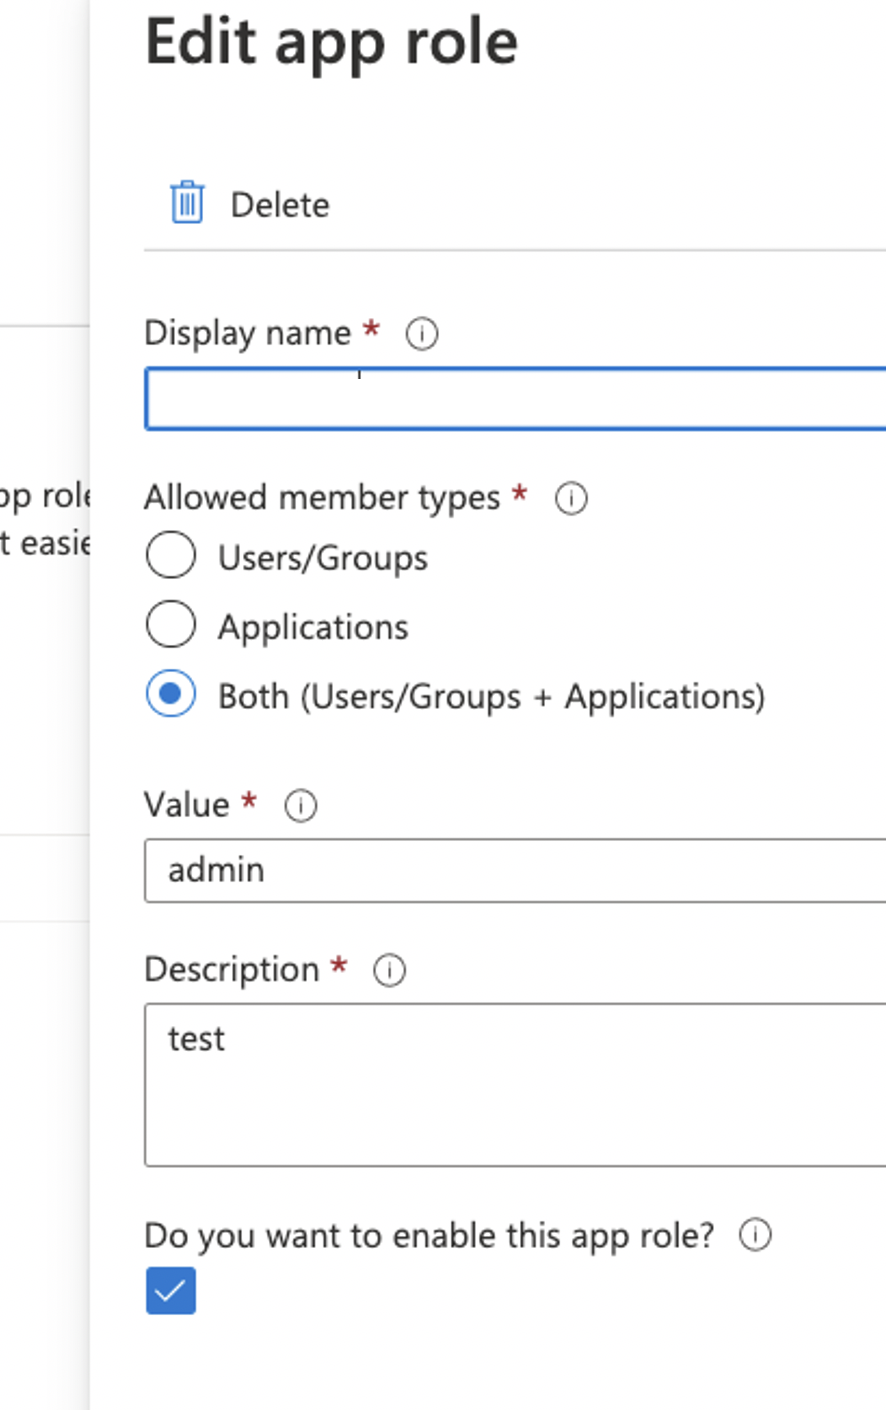 Edit app role
Delete
Display name *
pp role
t easie
Allowed member types *
Users/Groups
Applications
Both (Users/Groups + Applications)
Value *
admin
Description *
test
Do you want to enable this app role?